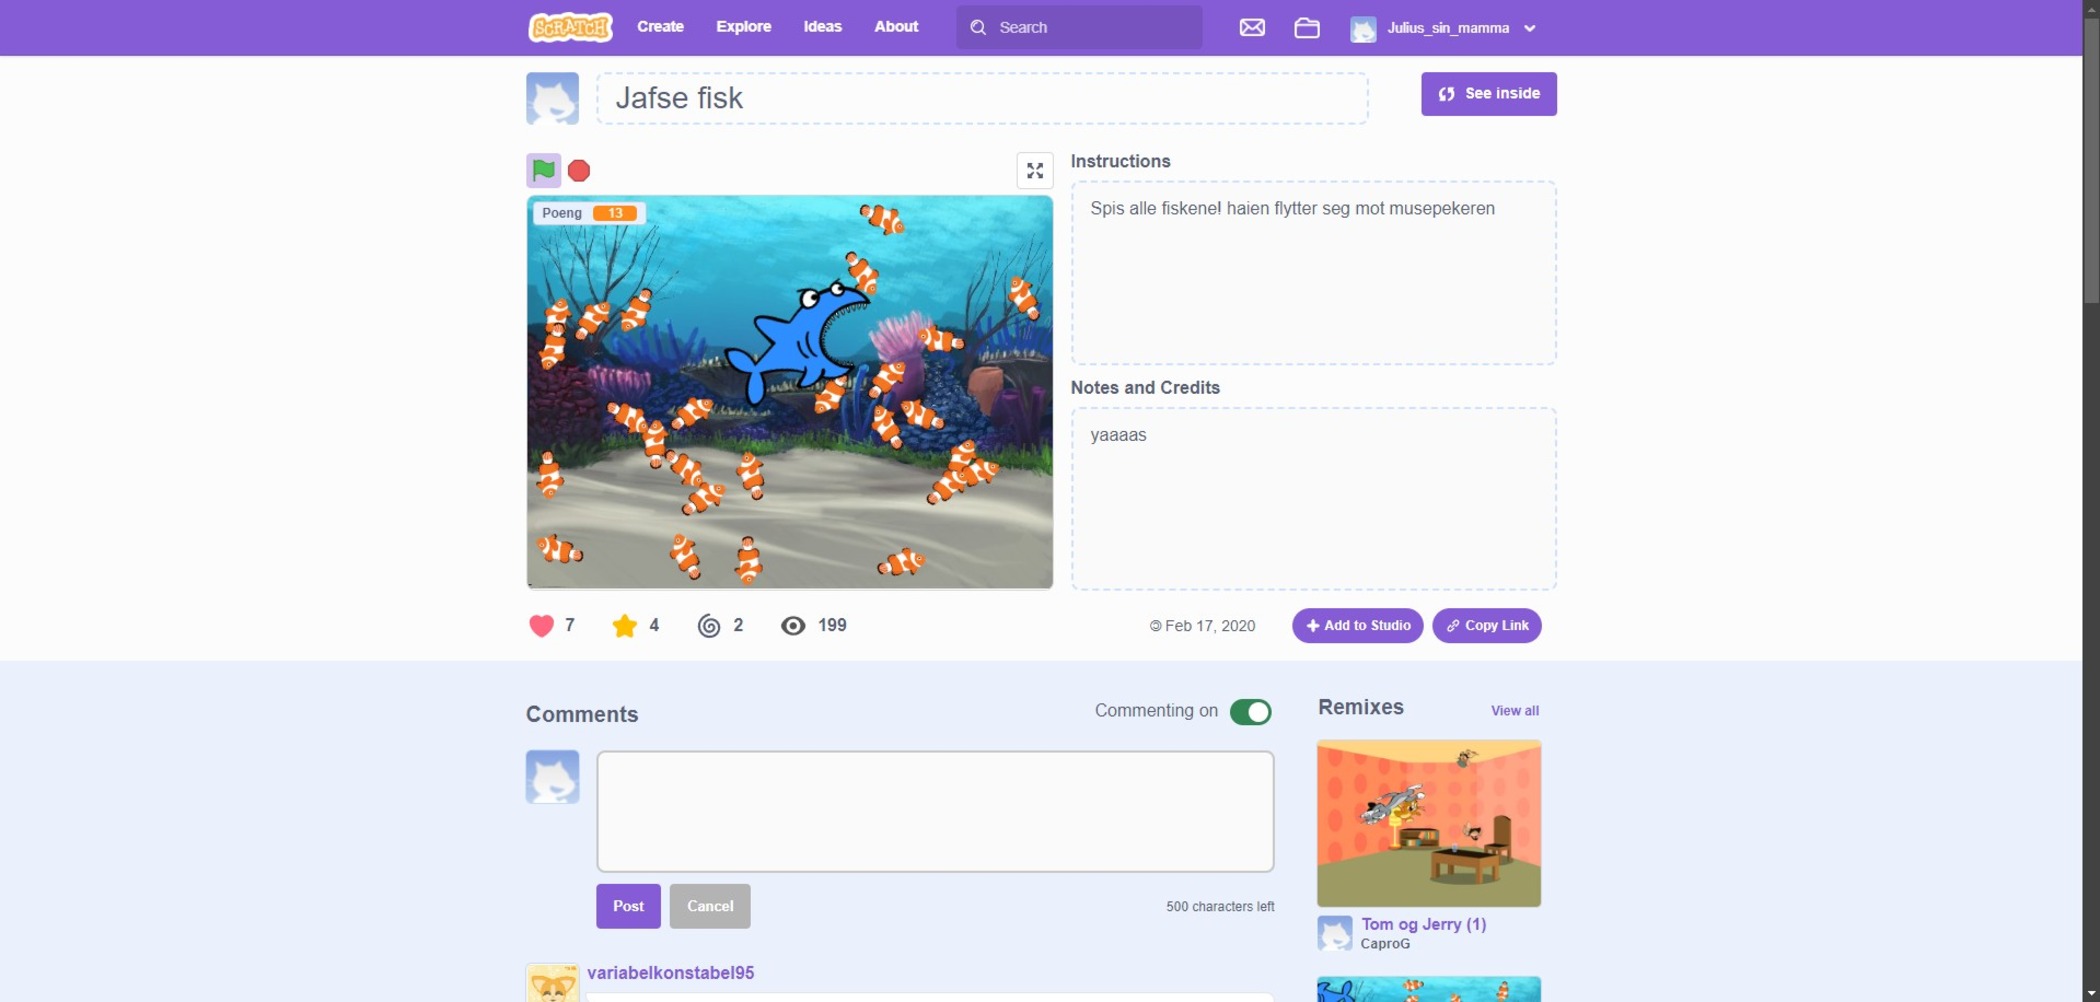 SCRATCH Create Explore Ideas About Search Julius_sin_mamma
Jafse fisk
See inside
Instructions
Poeng 13
Spis alle fiskene! haien flytter seg mot musepekeren
Notes and Credits
yaaaas
7 4 2 199
© Feb 17, 2020 Add to Studio Copy Link
Comments
Commenting on
Remixes View all
Post Cancel 500 characters left
Tom og Jerry (1)
CaproG
variabelkonstabel95